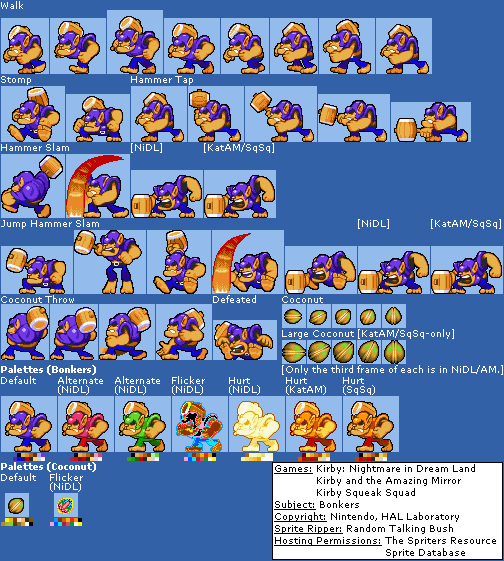 Walk
Stomp
Hammer Tap
Hammer Slam
[NiDL]
[KatAM/SqSq]
Jump Hammer Slam
[NiDL]
[KatAM/SqSq]
Coconut Throw
Defeated
Coconut
Large Coconut [KatAM/SqSq-only]
[Only the third frame of each is in NiDL/AM.]
Palettes (Bonkers)
Default
Alternate
(NiDL)
Alternate
(NiDL)
Flicker
(NiDL)
Hurt
(NiDL)
Hurt
(KatAM)
Hurt
(SqSq)
Palettes (Coconut)
Default
Flicker
(NiDL)
Games: Kirby: Nightmare in Dream Land
Kirby and the Amazing Mirror
Kirby Squeak Squad
Subject: Bonkers
Copyright: Nintendo, HAL Laboratory
Sprite Ripper: Random Talking Bush
Hosting Permissions: The Spriters Resource
Sprite Database